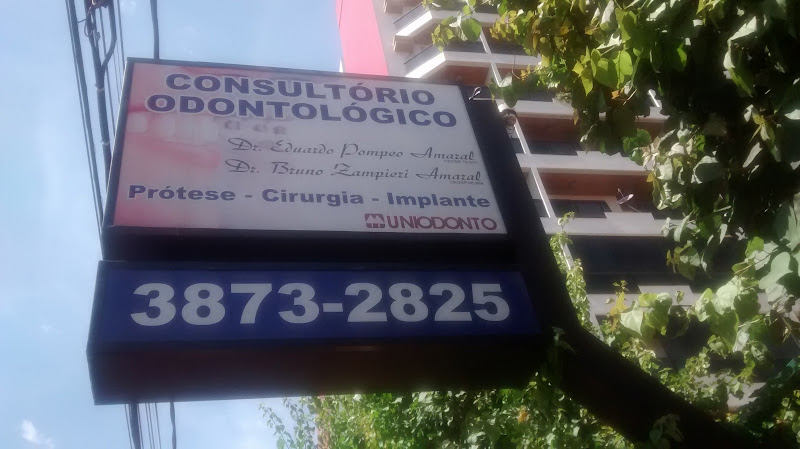 CONSULTÓRIO
ODONTOLÓGICO
Dr. Eduardo Pompeo Amaral
Dr. Bruno Zampieri Amaral
Prótese - Cirurgia - Implante
UNIODONTO
3873-2825